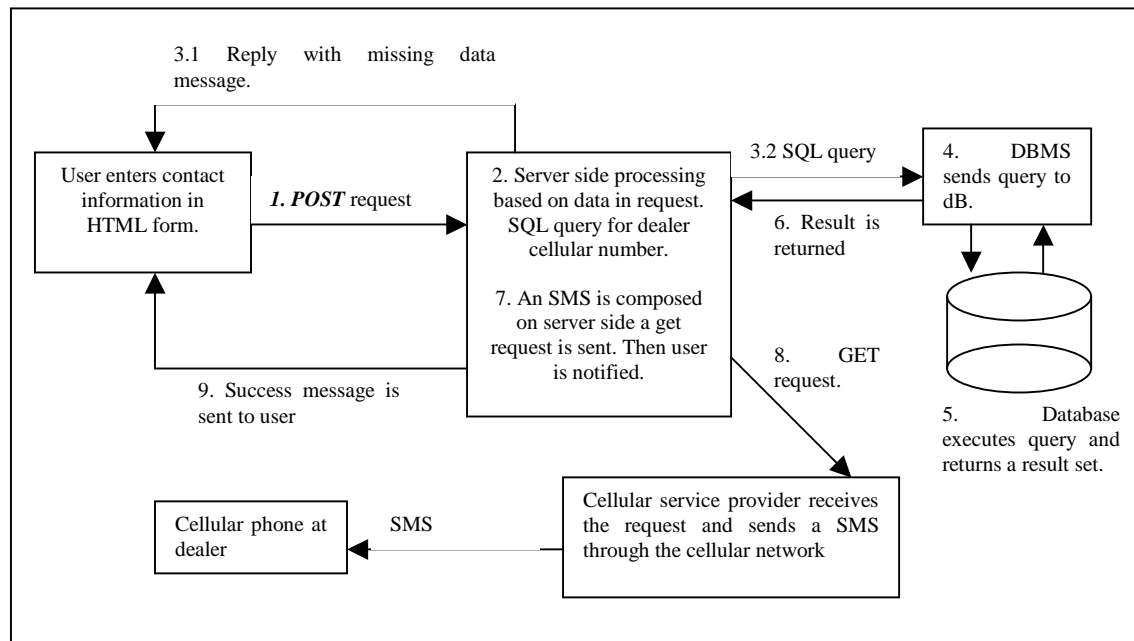 3.1 Reply with missing data
message.
User enters contact
information in
HTML form.
1. POST request
2. Server side processing
based on data in request.
SQL query for dealer
cellular number.
7. An SMS is composed
on server side a get
request is sent. Then user
is notified.
3.2 SQL query
6. Result is
returned
4. DBMS
sends query to
dB.
5. Database
executes query and
returns a result set.
8. GET
request.
9. Success message is
sent to user
Cellular service provider receives
the request and sends a SMS
through the cellular network
SMS
Cellular phone at
dealer